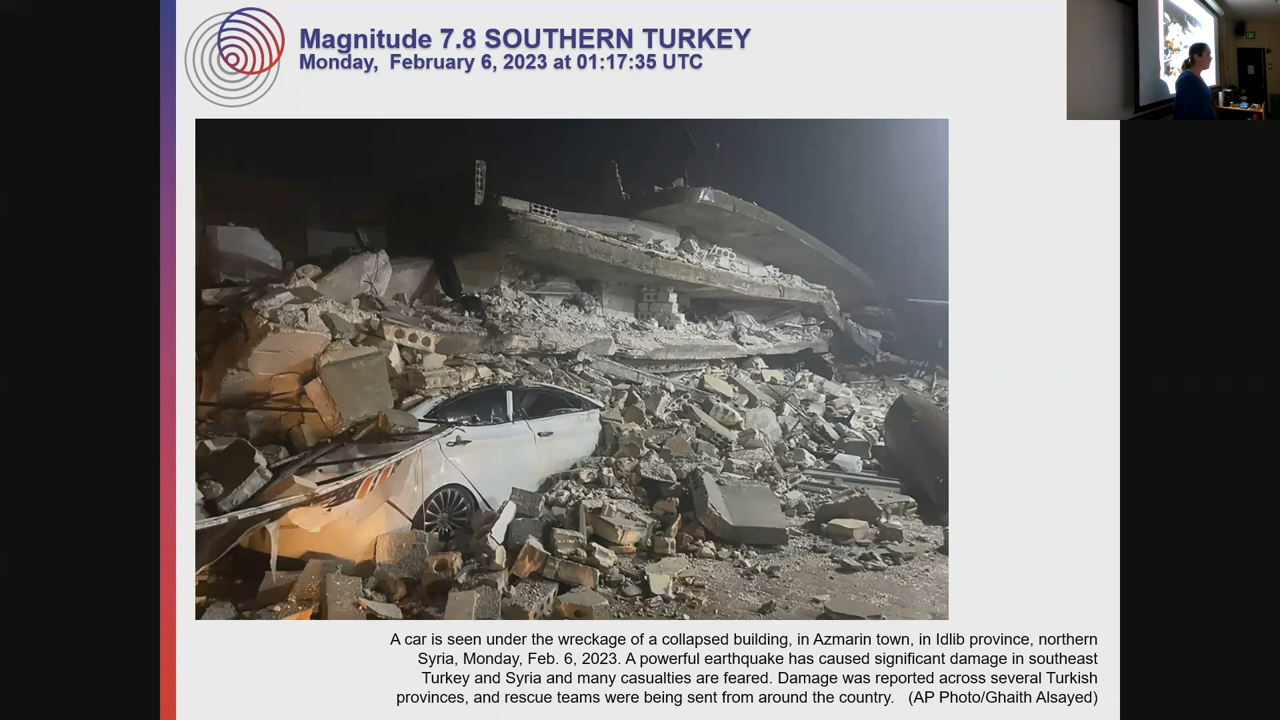 Magnitude 7.8 SOUTHERN TURKEY
Monday, February 6, 2023 at 01:17:35 UTC
A car is seen under the wreckage of a collapsed building, in Azmarin town, in Idlib province, northern
Syria, Monday, Feb. 6, 2023. A powerful earthquake has caused significant damage in southeast
Turkey and Syria and many casualties are feared. Damage was reported across several Turkish
provinces, and rescue teams were being sent from around the country. (AP Photo/Ghaith Alsayed)